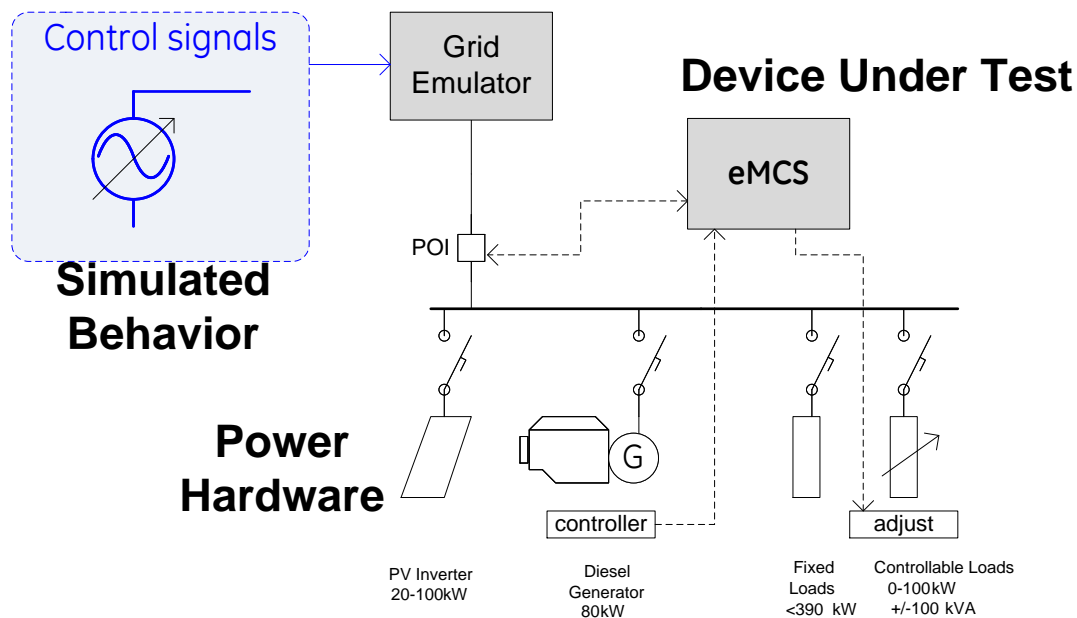 Control signals
Grid
Emulator
Device Under Test
eMCS
POI
Simulated
Behavior
Power
Hardware
G
controller
adjust
PV Inverter
20-100kW
Diesel
Generator
80kW
Fixed
Loads
<390 kW
Controllable Loads
0-100kW
+/-100 kVA